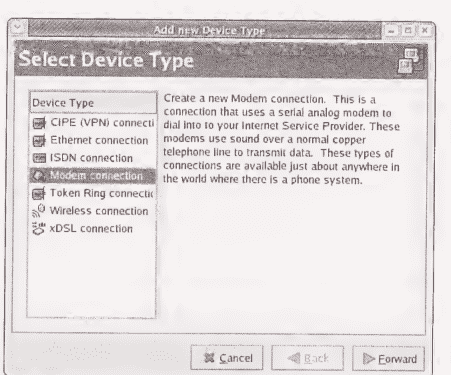 Add new Device Type
Select Device Type
Device Type
CIPE (VPN) connecti
Ethernet connection
ISDN connection
Modem connection
Token Ring connectic
Wireless connection
xDSL connection
Create a new Modem connection. This is a
connection that uses a serial analog modem to
dial into to your Internet Service Provider. These
modems use sound over a normal copper
telephone line to transmit data. These types of
connections are available just about anywhere in
the world where there is a phone system.
Cancel
Back
Forward